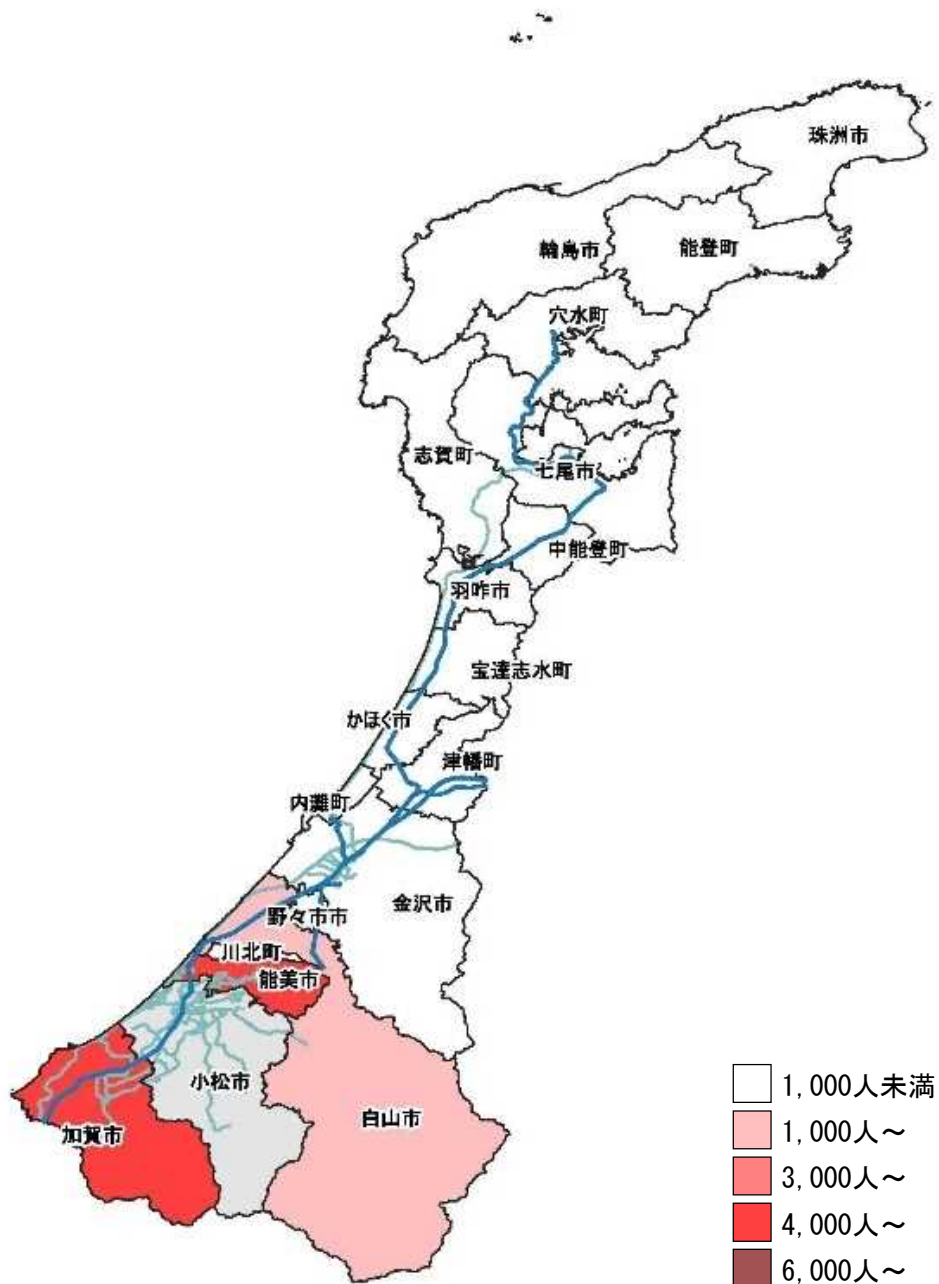 珠洲市
輪島市
能登町
穴水町
志賀町
七尾市
中能登町
羽咋市
宝達志水町
かほく市
津幡町
内灘町
金沢市
野々市市
川北町
能美市
小松市
白山市
加賀市
1,000人未満
1,000人～
3,000人～
4,000人～
6,000人～